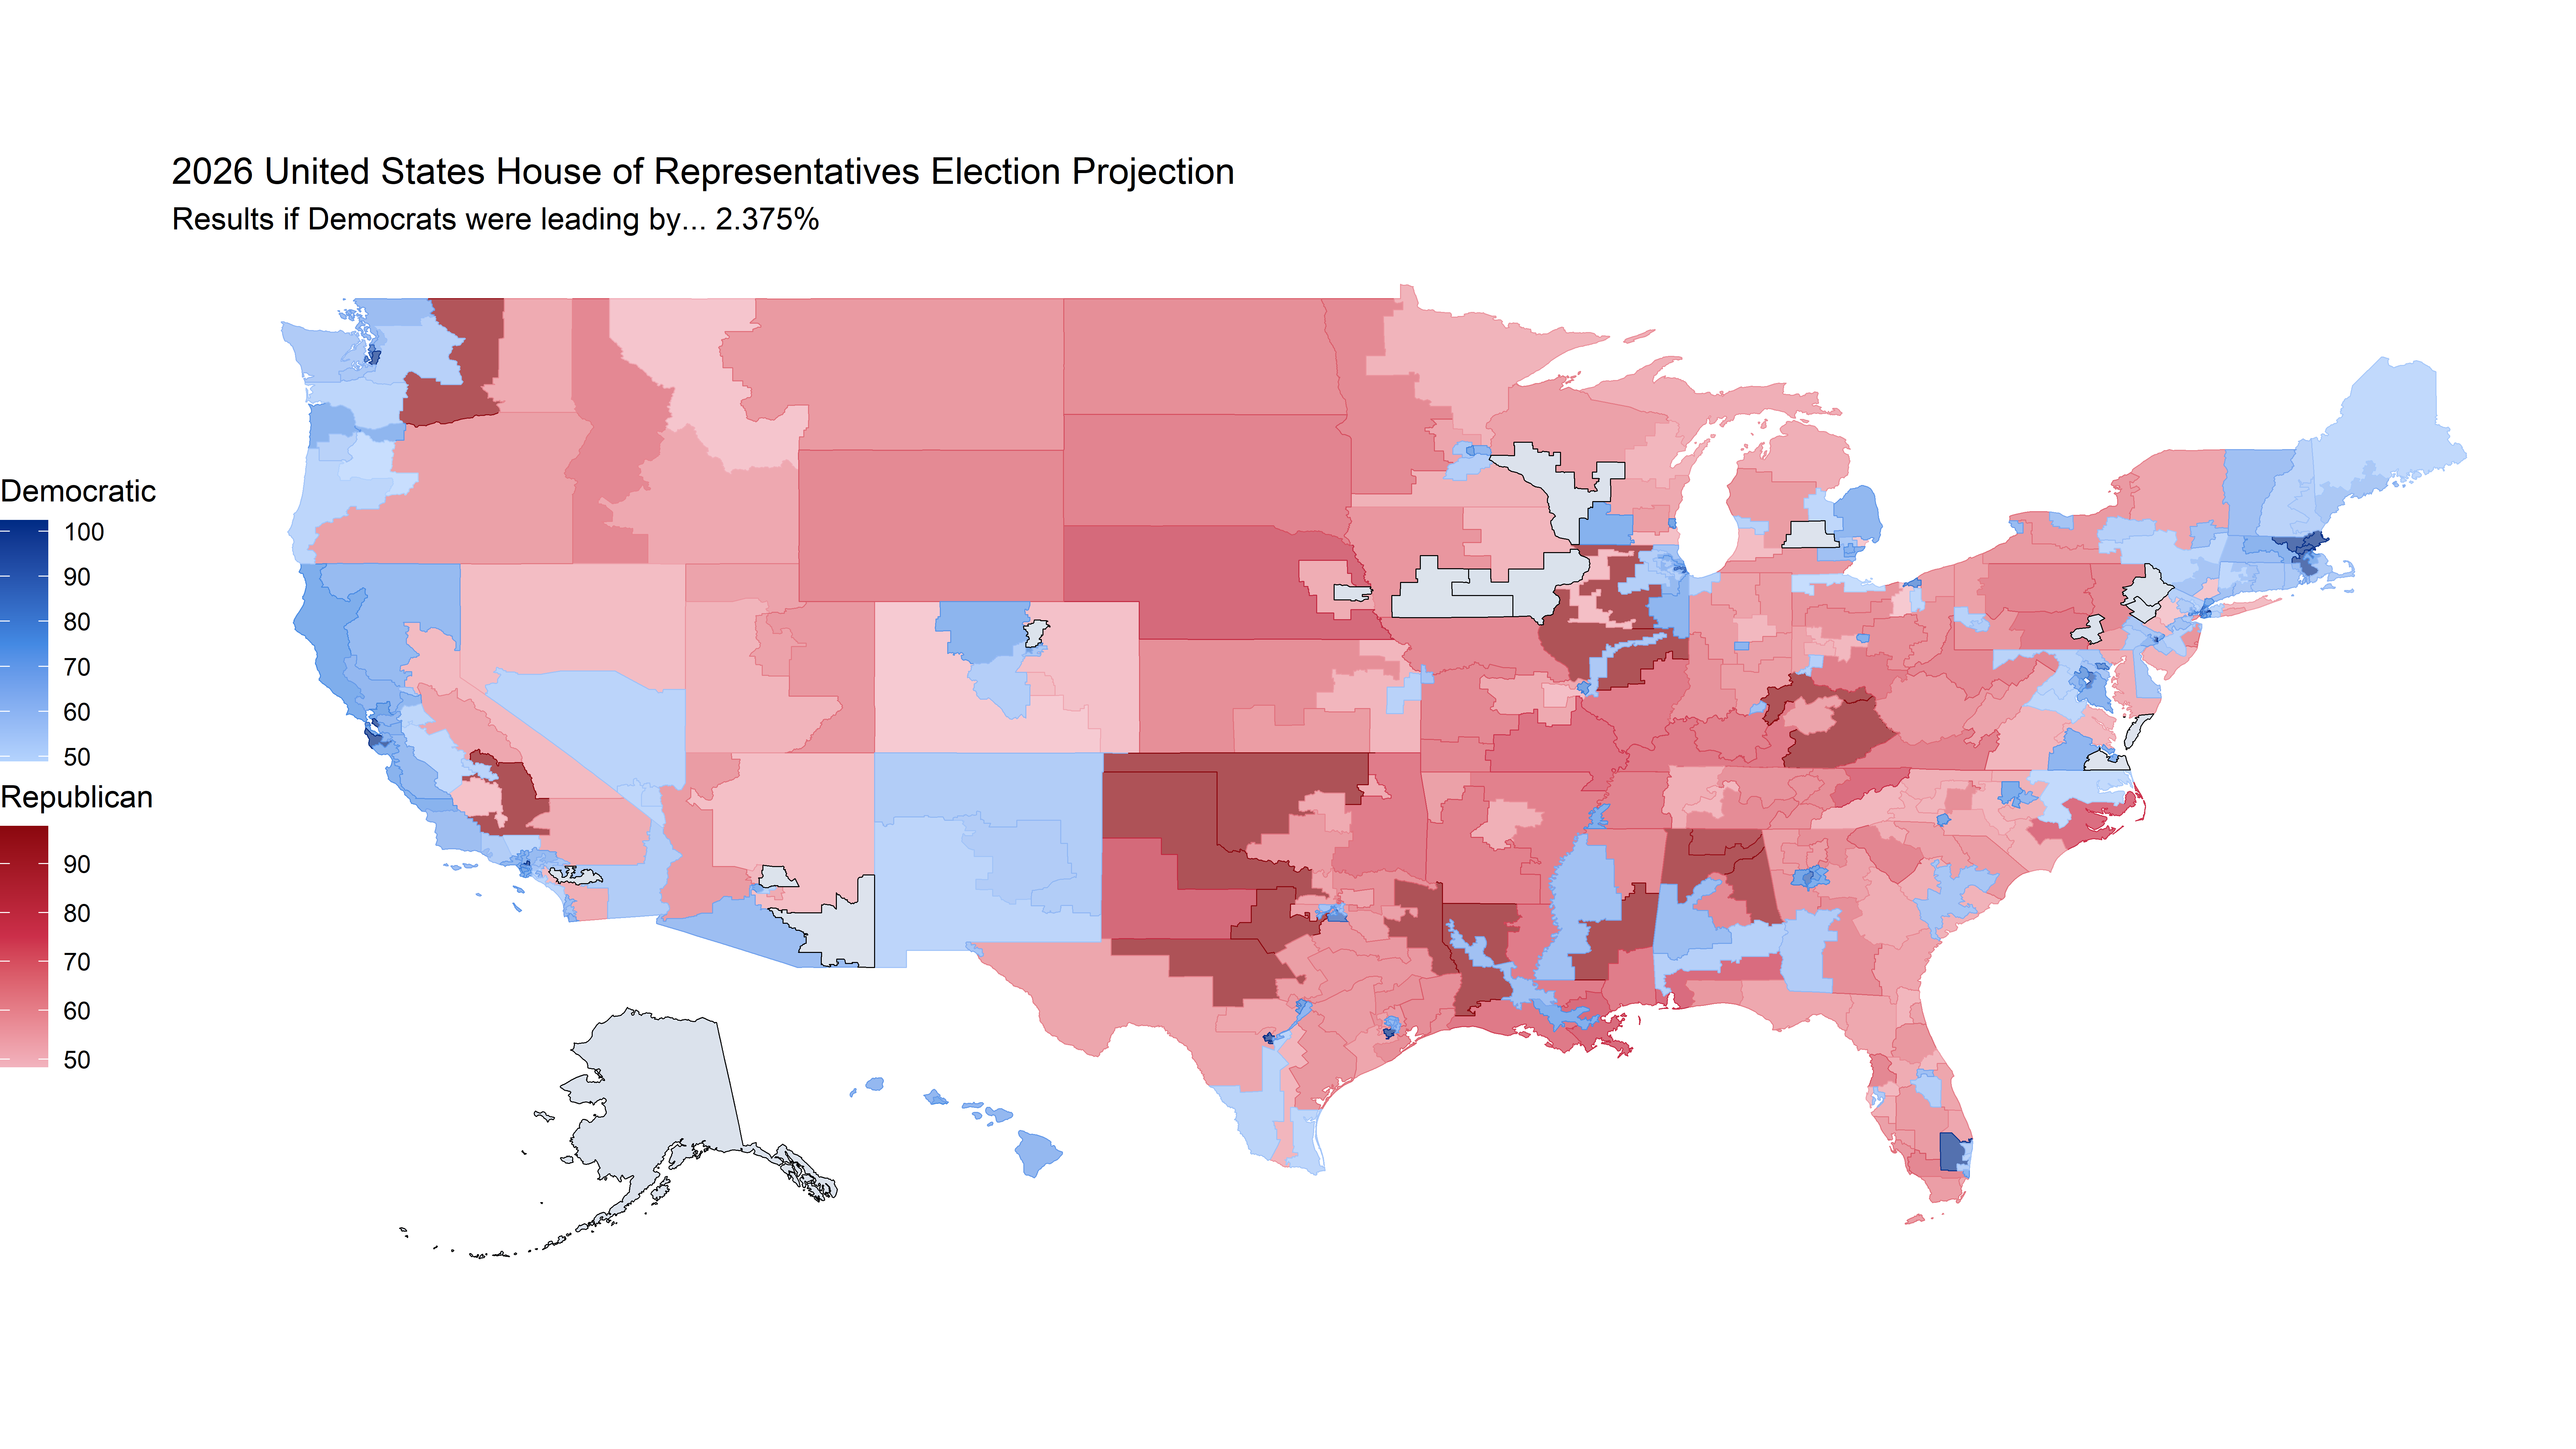 2026 United States House of Representatives Election Projection
Results if Democrats were leading by... 2.375%
Democratic
100
90
80
70
60
50
Republican
90
80
70
60
50